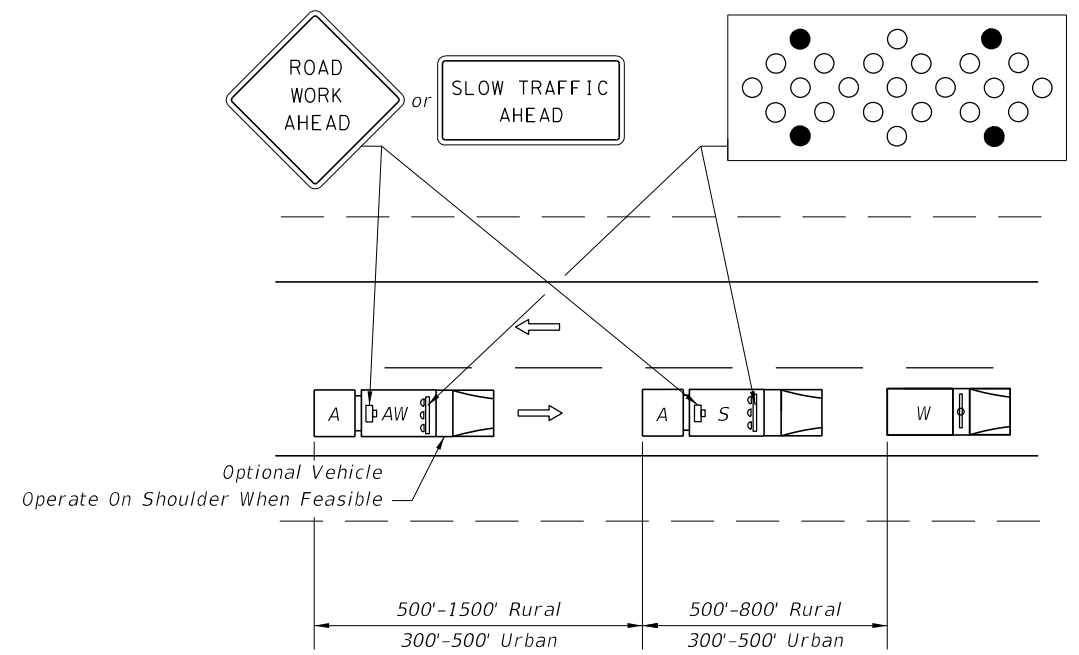 ROAD
WORK
AHEAD
or
SLOW TRAFFIC
AHEAD
A
AW
A
S
W
Optional Vehicle
Operate On Shoulder When Feasible
500'-1500' Rural
300'-500' Urban
500'-800' Rural
300'-500' Urban